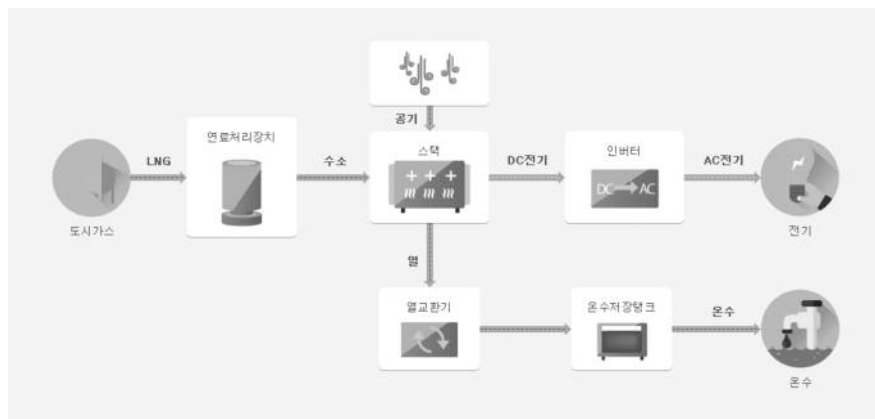 공기
연료처리장치
스택
인버터
LNG
수소
DC전기
AC전기
DC
AC
도시가스
전기
열
열교환기
온수저장탱크
온수
온수